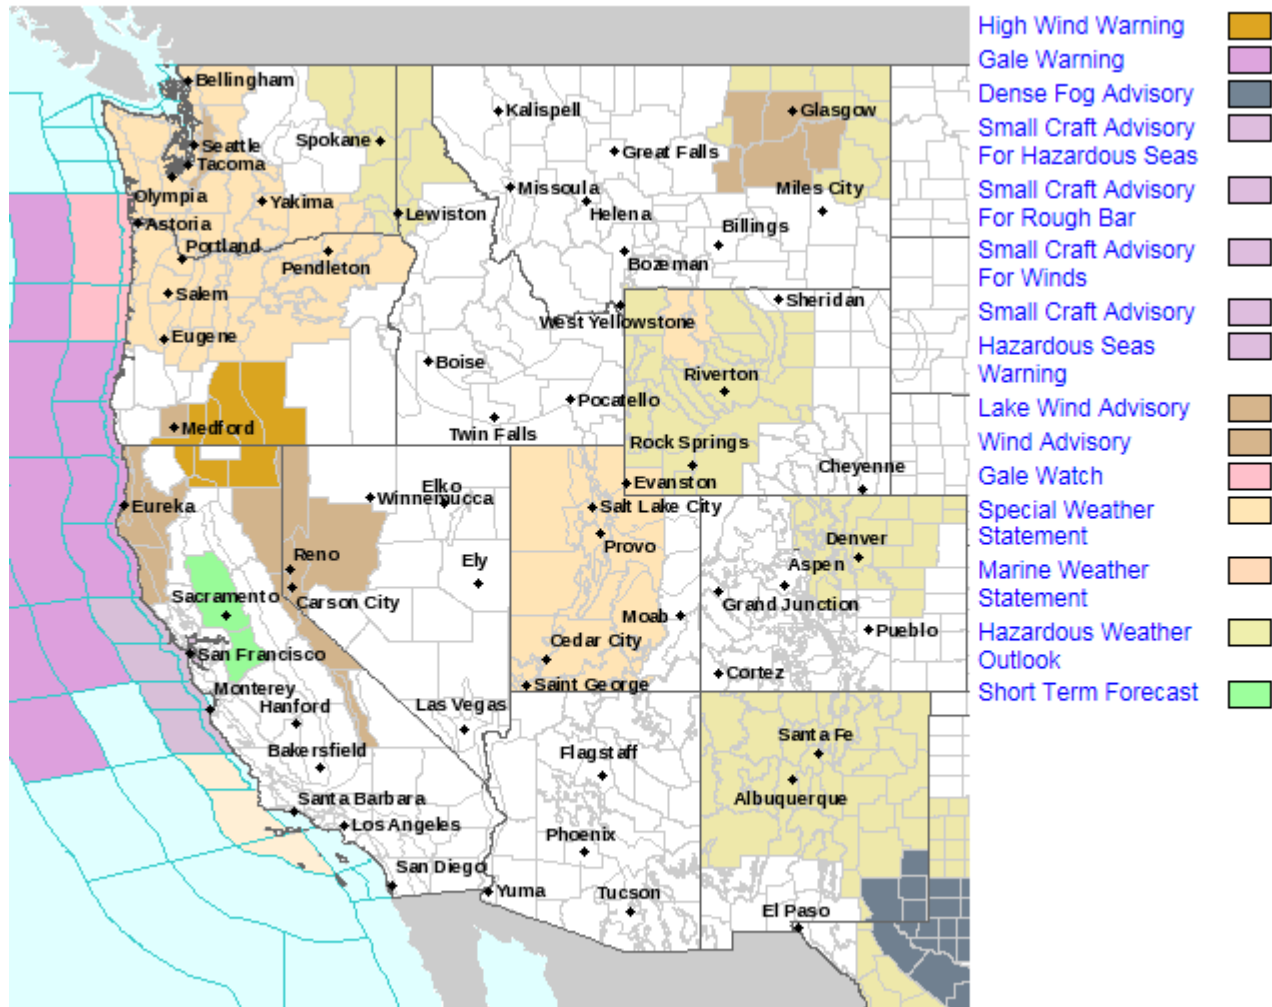 Bellingham
Seattle
Tacoma
Olympia
Astoria
Spokane
Yakima
Lewiston
Portland
Pendleton
Salem
Eugene
Medford
Kalispell
Great Falls
Missoula
Helena
Glasgow
Miles City
Billings
Bozeman
West Yellowstone
Boise
Pocatello
Twin Falls
Sheridan
Riverton
Rock Springs
Evanston
Cheyenne
Eureka
Elko
Winnemucca
Reno
Carson City
Ely
Salt Lake City
Provo
Moab
Cedar City
Saint George
Denver
Aspen
Grand Junction
Pueblo
Cortez
Sacramento
San Francisco
Monterey
Hanford
Bakersfield
Las Vegas
Santa Barbara
Los Angeles
San Diego
Flagstaff
Phoenix
Yuma
Tucson
Santa Fe
Albuquerque
El Paso
High Wind Warning
Gale Warning
Dense Fog Advisory
Small Craft Advisory
For Hazardous Seas
Small Craft Advisory
For Rough Bar
Small Craft Advisory
For Winds
Small Craft Advisory
Hazardous Seas
Warning
Lake Wind Advisory
Wind Advisory
Gale Watch
Special Weather
Statement
Marine Weather
Statement
Hazardous Weather
Outlook
Short Term Forecast